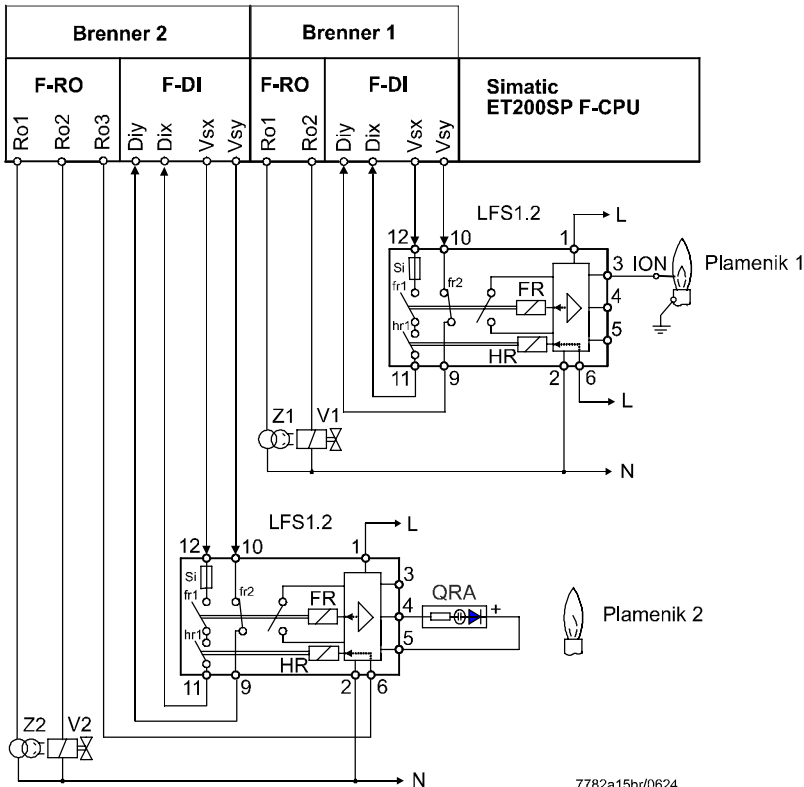 Brenner 2 Brenner 1
F-RO F-DI F-RO F-DI Simatic
ET200SP F-CPU
Ro1 Ro2 Ro3 Diy Dix Vsx Vsy Ro1 Ro2 Diy Dix Vsx Vsy
LFS1.2 L
12 10 1
Si 3 ION Plamenik 1
fr1 fr2 FR 4
hr1 5
HR
11 9 2 6
L
Z1 V1
N
LFS1.2 L
12 10 1
Si 3
fr1 fr2 FR 4 QRA +
Plamenik 2
hr1 5
HR
11 9 2 6
Z2 V2
N
7782a15hr/0624